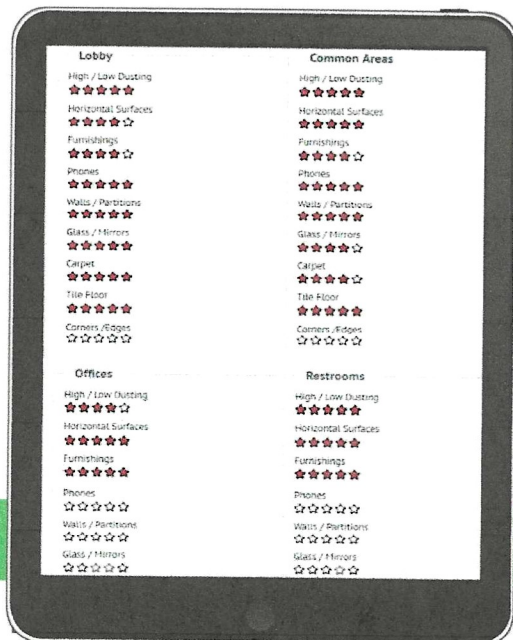 Lobby
High / Low Dusting
Horizontal Surfaces
Furnishings
Phones
Walls / Partitions
Glass / Mirrors
Carpet
Tile Floor
Corners /Edges
Common Areas
High / Low Dusting
Horizontal Surfaces
Furnishings
Phones
Walls / Partitions
Glass / Mirrors
Carpet
Tile Floor
Corners /Edges
Offices
High / Low Dusting
Horizontal Surfaces
Furnishings
Phones
Walls / Partitions
Glass / Mirrors
Restrooms
High / Low Dusting
Horizontal Surfaces
Furnishings
Phones
Walls / Partitions
Glass / Mirrors